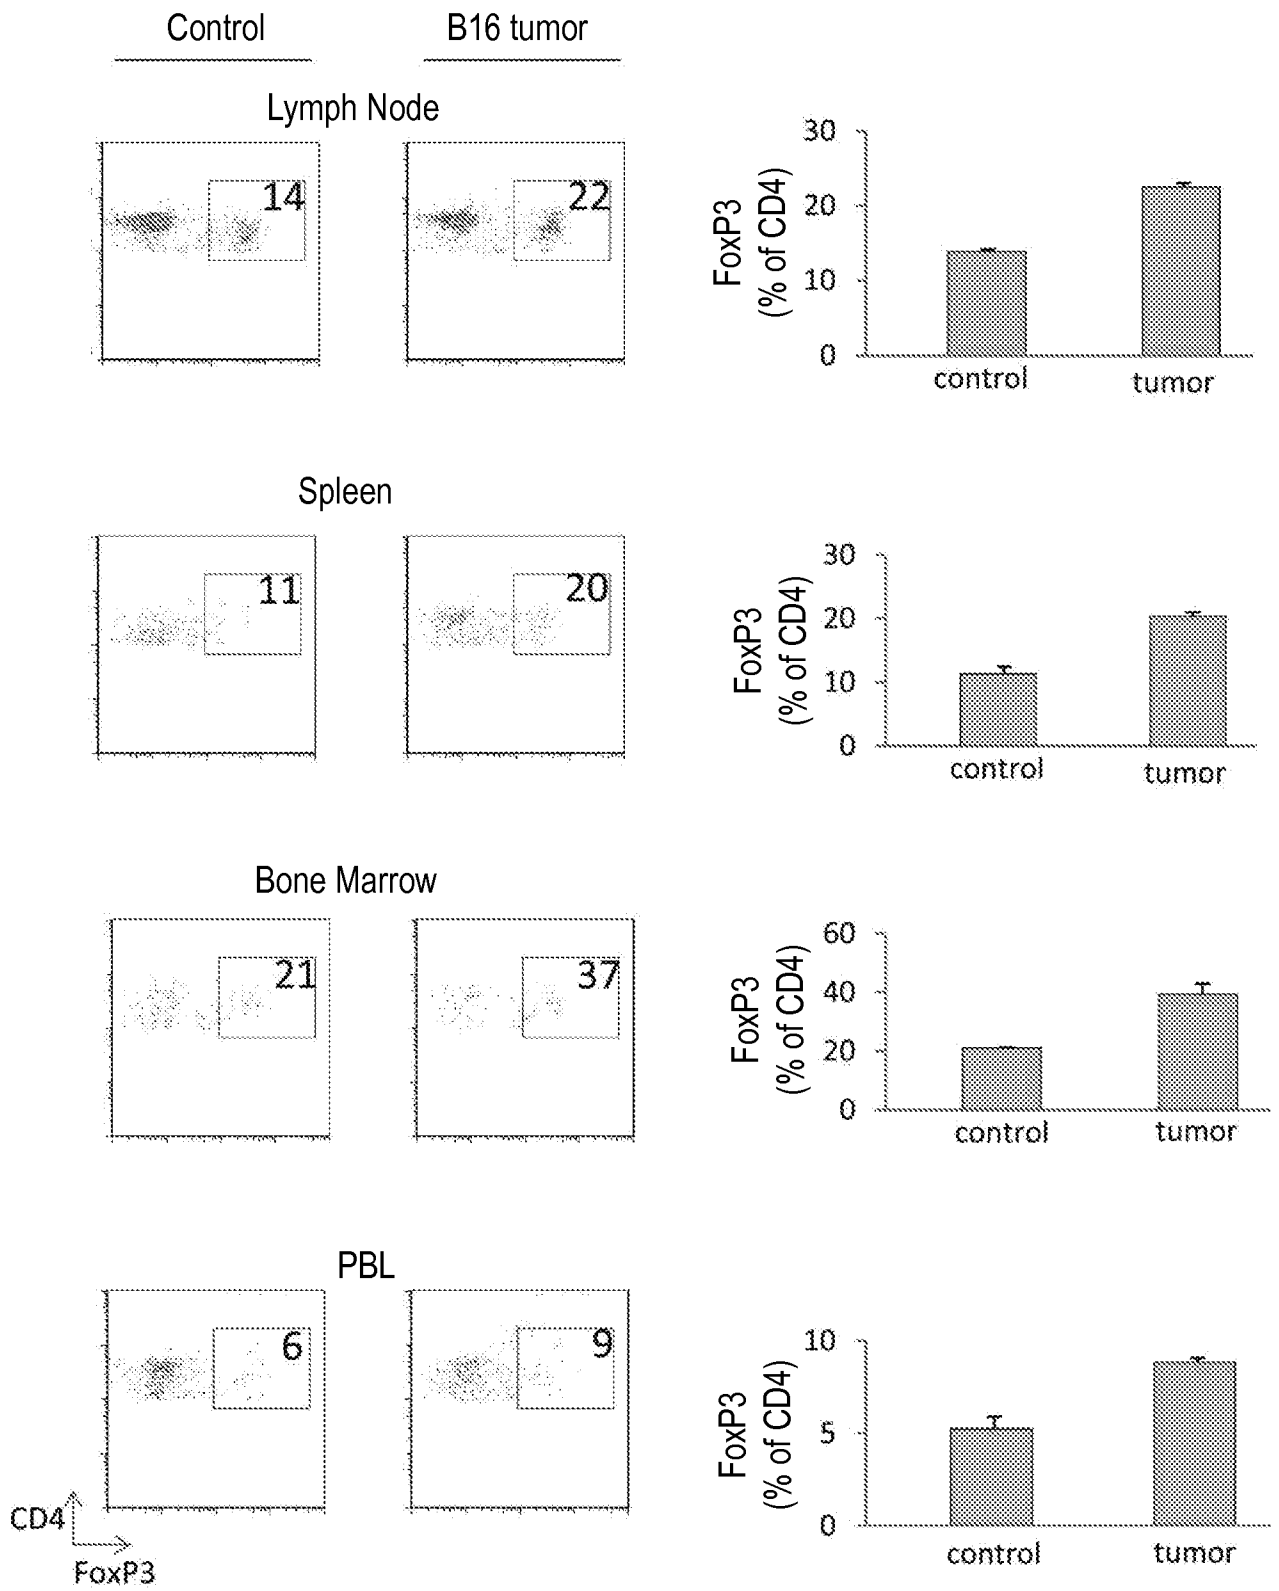 Control B16 tumor
Lymph Node
14
22
FoxP3
(% of CD4)
30
20
10
0
control tumor
Spleen
11
20
FoxP3
(% of CD4)
30
20
10
0
control tumor
Bone Marrow
21
37
FoxP3
(% of CD4)
60
40
20
0
control tumor
PBL
6
9
FoxP3
(% of CD4)
10
5
0
control tumor
CD4
FoxP3